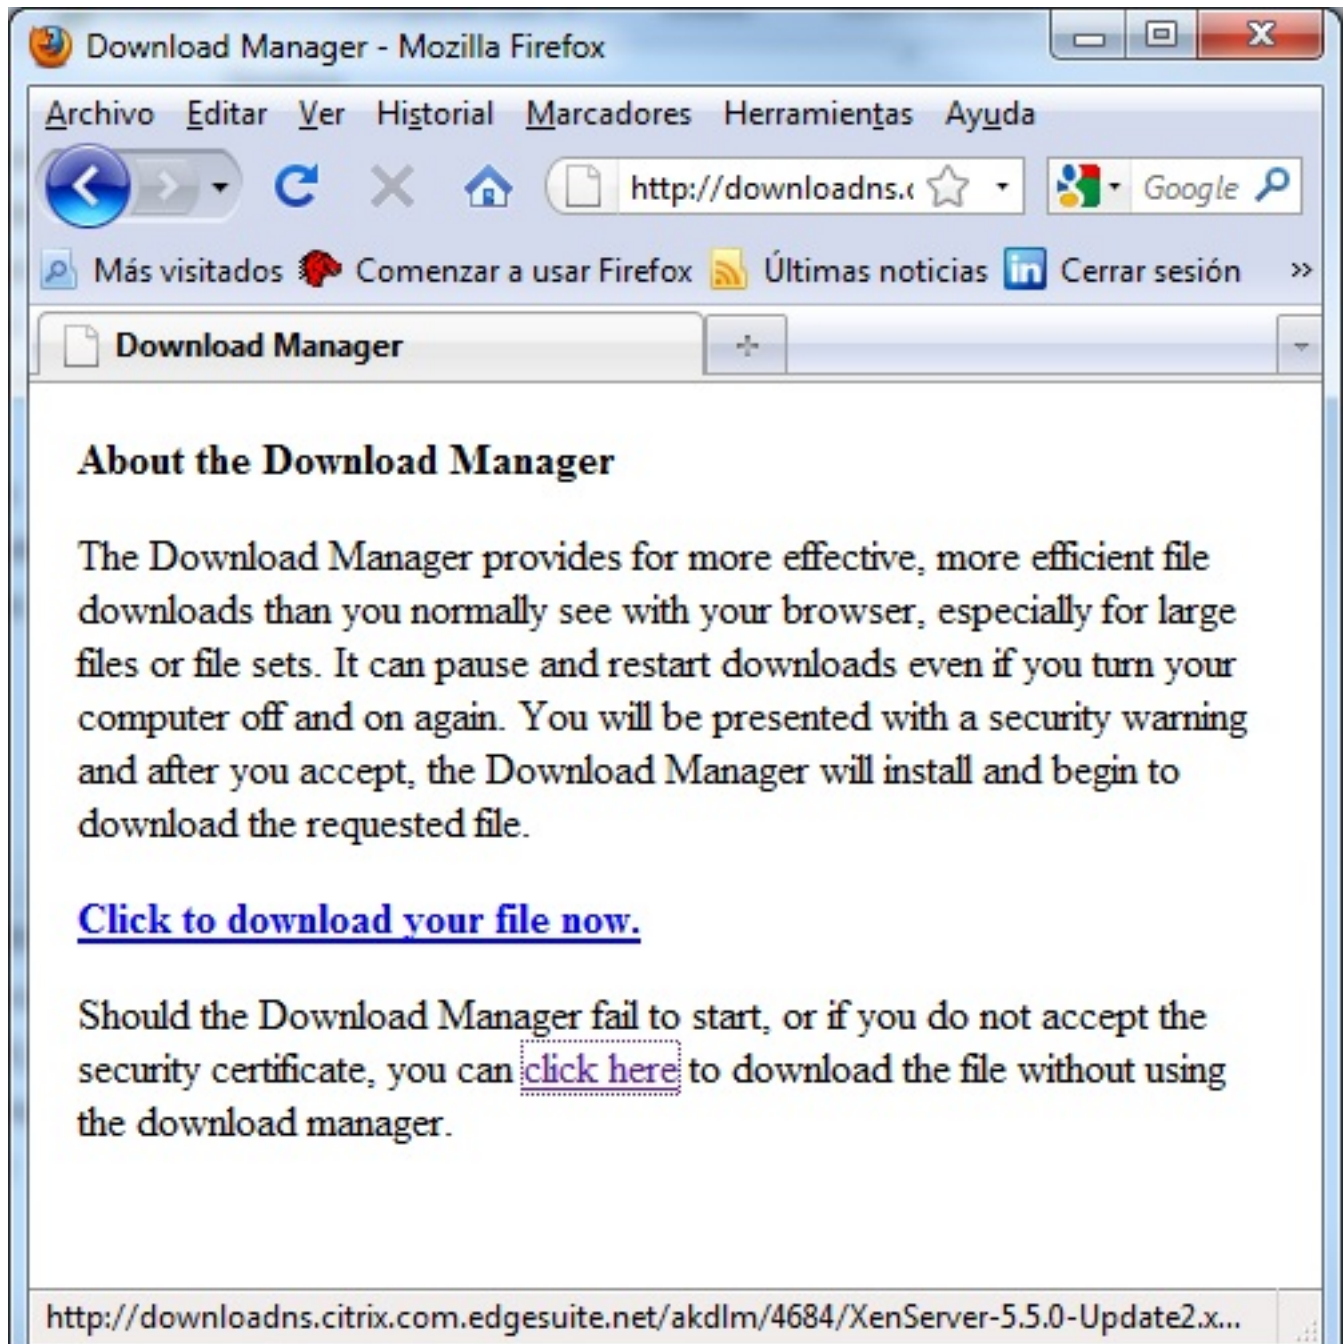 Download Manager - Mozilla Firefox
Archivo Editar Ver Historial Marcadores Herramientas Ayuda
http://downloadns.c Google
Más visitados Comenzar a usar Firefox Últimas noticias in Cerrar sesión »
Download Manager
About the Download Manager
The Download Manager provides for more effective, more efficient file
downloads than you normally see with your browser, especially for large
files or file sets. It can pause and restart downloads even if you turn your
computer off and on again. You will be presented with a security warning
and after you accept, the Download Manager will install and begin to
download the requested file.
Click to download your file now.
Should the Download Manager fail to start, or if you do not accept the
security certificate, you can click here to download the file without using
the download manager.
http://downloadns.citrix.com.edgesuite.net/akdlm/4684/XenServer-5.5.0-Update2.x...